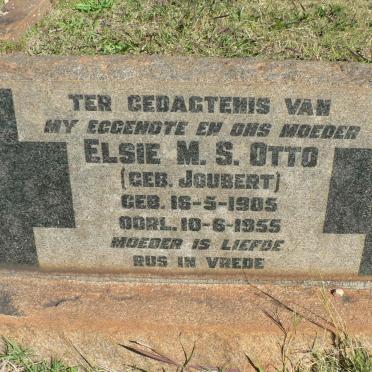 TER GEDAGTENIS VAN
MY EGGENOTE EN ONS MOEDER
ELSIE M. S. OTTO
(GEB. JOUBERT)
GEB. 16-5-1905
OORL. 10-6-1955
MOEDER IS LIEFDE
RUS IN VREDE